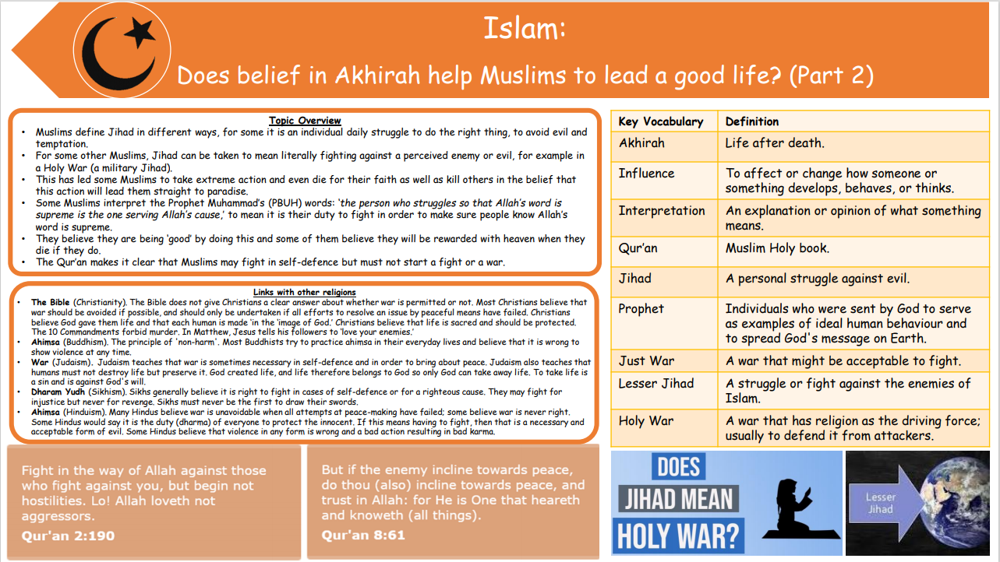 Islam:
Does belief in Akhirah help Muslims to lead a good life? (Part 2)
Topic Overview
• Muslims define Jihad in different ways, for some it is an individual daily struggle to do the right thing, to avoid evil and
temptation.
• For some other Muslims, Jihad can be taken to mean literally fighting against a perceived enemy or evil, for example in
a Holy War (a military Jihad).
• This has led some Muslims to take extreme action and even die for their faith as well as kill others in the belief that
this action will lead them straight to paradise.
• Some Muslims interpret the Prophet Muhammad's (PBUH) words: 'the person who struggles so that Allah's word is
supreme is the one serving Allah's cause,' to mean it is their duty to fight in order to make sure people know Allah's
word is supreme.
• They believe they are being 'good' by doing this and some of them believe they will be rewarded with heaven when they
die if they do.
• The Qur'an makes it clear that Muslims may fight in self-defence but must not start a fight or a war.
Links with other religions
• The Bible (Christianity). The Bible does not give Christians a clear answer about whether war is permitted or not. Most Christians believe that
war should be avoided if possible, and should only be undertaken if all efforts to resolve an issue by peaceful means have failed. Christians
believe God gave them life and that each human is made 'in the 'image of God.' Christians believe that life is sacred and should be protected.
The 10 Commandments forbid murder. In Matthew, Jesus tells his followers to 'love your enemies.'
• Ahimsa (Buddhism). The principle of 'non-harm'. Most Buddhists try to practice ahimsa in their everyday lives and believe that it is wrong to
show violence at any time.
• War (Judaism). Judaism teaches that war is sometimes necessary in self-defence and in order to bring about peace. Judaism also teaches that
humans must not destroy life but preserve it. God created life, and life therefore belongs to God so only God can take away life. To take life is
a sin and is against God's will.
• Dharam Yudh (Sikhism). Sikhs generally believe it is right to fight in cases of self-defence or for a righteous cause. They may fight for
injustice but never for revenge. Sikhs must never be the first to draw their swords.
• Ahimsa (Hinduism). Many Hindus believe war is unavoidable when all attempts at peace-making have failed; some believe war is never right.
Some Hindus would say it is the duty (dharma) of everyone to protect the innocent. If this means having to fight, then that is a necessary and
acceptable form of evil. Some Hindus believe that violence in any form is wrong and a bad action resulting in bad karma.
Fight in the way of Allah against those
who fight against you, but begin not
hostilities. Lo! Allah loveth not
aggressors.
Qur'an 2:190
But if the enemy incline towards peace,
do thou (also) incline towards peace, and
trust in Allah: for He is One that heareth
and knoweth (all things).
Qur'an 8:61
Key Vocabulary Definition
Akhirah Life after death.
Influence To affect or change how someone or
something develops, behaves, or thinks.
Interpretation An explanation or opinion of what something
means.
Qur'an Muslim Holy book.
Jihad A personal struggle against evil.
Prophet Individuals who were sent by God to serve
as examples of ideal human behaviour and
to spread God's message on Earth.
Just War A war that might be acceptable to fight.
Lesser Jihad A struggle or fight against the enemies of
Islam.
Holy War A war that has religion as the driving force;
usually to defend it from attackers.
DOES
JIHAD MEAN
HOLY WAR?
Lesser
Jihad